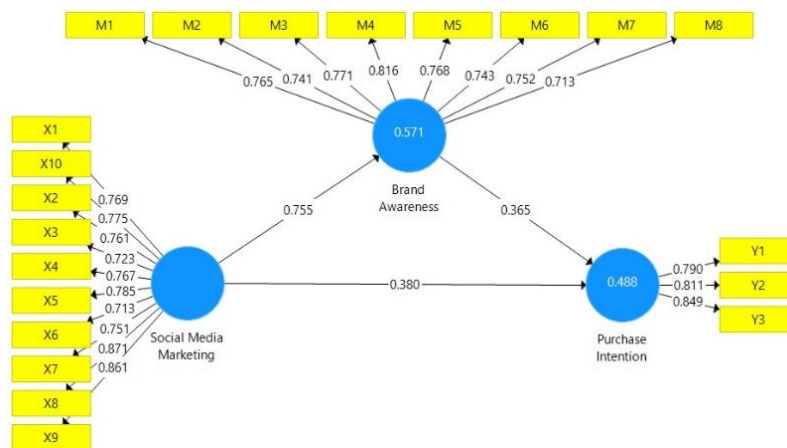 M1
M2
M3
M4
M5
M6
M7
M8
0.765
0.741
0.771
0.816
0.768
0.743
0.752
0.713
X1
X10
X2
X3
X4
X5
X6
X7
X8
X9
0.769
0.775
0.761
0.723
0.767
0.785
0.713
0.751
0.871
0.861
0.571
Brand
Awareness
0.755
0.365
0.380
Social Media
Marketing
0.488
Purchase
Intention
0.790
0.811
0.849
Y1
Y2
Y3